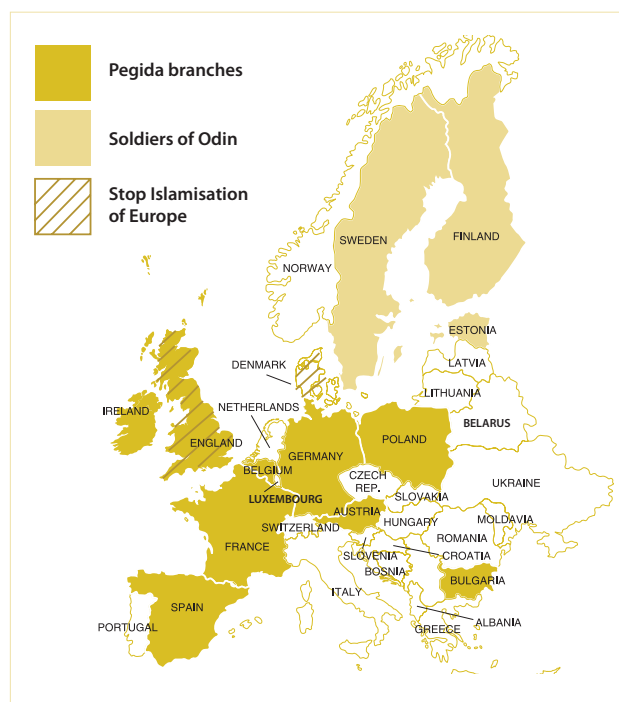 Pegida branches
Soldiers of Odin
Stop Islamisation
of Europe
SWEDEN
FINLAND
NORWAY
ESTONIA
LATVIA
DENMARK
LITHUANIA
NETHERLANDS
IRELAND
BELARUS
ENGLAND
POLAND
GERMANY
BELGIUM
CZECH
REP.
UKRAINE
LUXEMBOURG
SLOVAKIA
AUSTRIA
SWITZERLAND
HUNGARY
MOLDAVIA
ROMANIA
FRANCE
SLOVENIA
CROATIA
BOSNIA
BULGARIA
ITALY
SPAIN
PORTUGAL
ALBANIA
GREECE